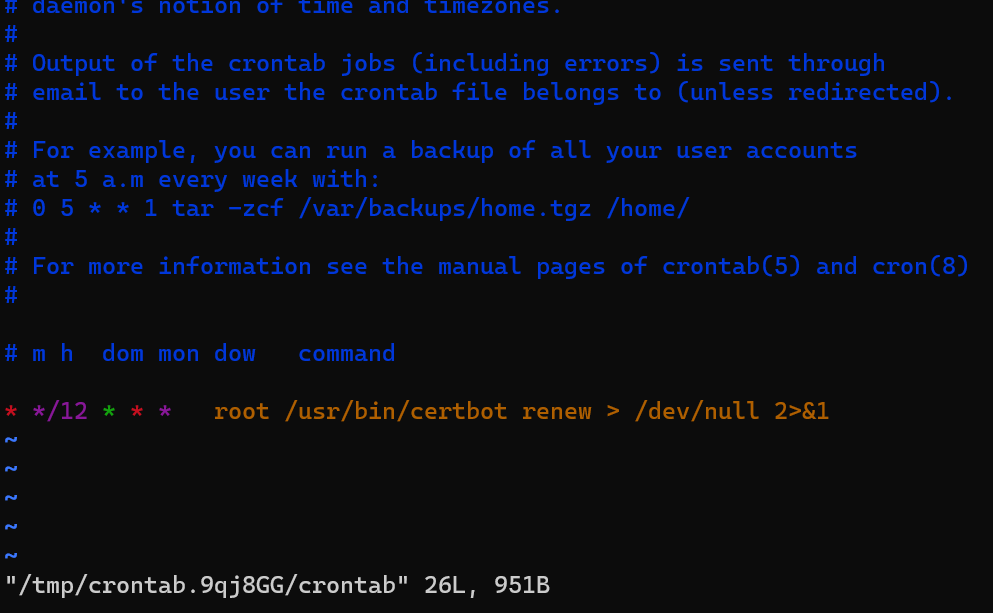 # daemon's notion of time and timezones.
#
# Output of the crontab jobs (including errors) is sent through
# email to the user the crontab file belongs to (unless redirected).
#
# For example, you can run a backup of all your user accounts
# at 5 a.m every week with:
# 0 5 * * 1 tar -zcf /var/backups/home.tgz /home/
#
# For more information see the manual pages of crontab(5) and cron(8)
#

# m h  dom mon dow   command

* */12 * * *   root /usr/bin/certbot renew > /dev/null 2>&1
~
~
~
~
~
"/tmp/crontab.9qj8GG/crontab" 26L, 951B